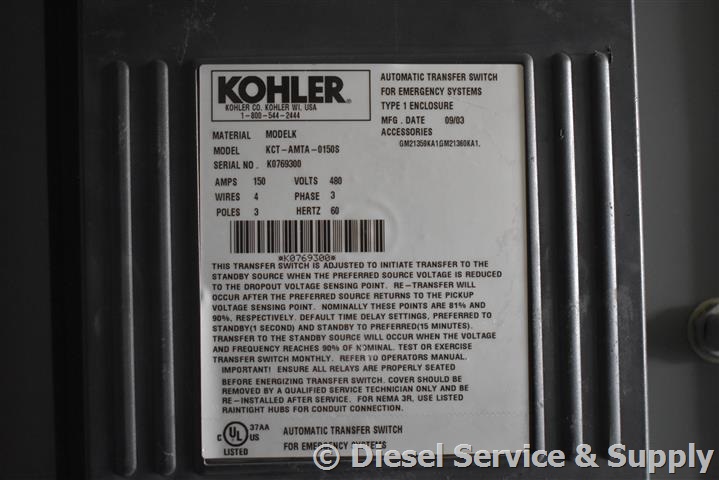 KOHLER®
KOHLER CO. KOHLER WI. USA
1-800-544-2444
AUTOMATIC TRANSFER SWITCH
FOR EMERGENCY SYSTEMS
TYPE 1 ENCLOSURE
MFG. DATE 09/03
ACCESSORIES
GM21359KA1,GM21360KA1,
MATERIAL MODELK
MODEL KCT-AMTA-0150S
SERIAL NO. K0769300
AMPS 150 VOLTS 480
WIRES 4 PHASE 3
POLES 3 HERTZ 60
*K0769300*
THIS TRANSFER SWITCH IS ADJUSTED TO INITIATE TRANSFER TO THE
STANDBY SOURCE WHEN THE PREFERRED SOURCE VOLTAGE IS REDUCED
TO THE DROPOUT VOLTAGE SENSING POINT. RE-TRANSFER WILL
OCCUR AFTER THE PREFERRED SOURCE RETURNS TO THE PICKUP
VOLTAGE SENSING POINT. NOMINALLY THESE POINTS ARE 81% AND
90%, RESPECTIVELY. DEFAULT TIME DELAY SETTINGS, PREFERRED TO
STANDBY(1 SECOND) AND STANDBY TO PREFERRED(15 MINUTES).
TRANSFER TO THE STANDBY SOURCE WILL OCCUR WHEN THE VOLTAGE
AND FREQUENCY REACHES 90% OF NOMINAL. TEST OR EXERCISE
TRANSFER SWITCH MONTHLY. REFER TO OPERATORS MANUAL.
IMPORTANT! ENSURE ALL RELAYS ARE PROPERLY SEATED
BEFORE ENERGIZING TRANSFER SWITCH. COVER SHOULD BE
REMOVED BY A QUALIFIED SERVICE TECHNICIAN ONLY AND BE
RE-INSTALLED AFTER SERVICE. FOR NEMA 3R, USE LISTED
RAINTIGHT HUBS FOR CONDUIT CONNECTION.
C UL US 37AA
LISTED
AUTOMATIC TRANSFER SWITCH
FOR EMERGENCY SYSTEMS
© Diesel Service & Supply